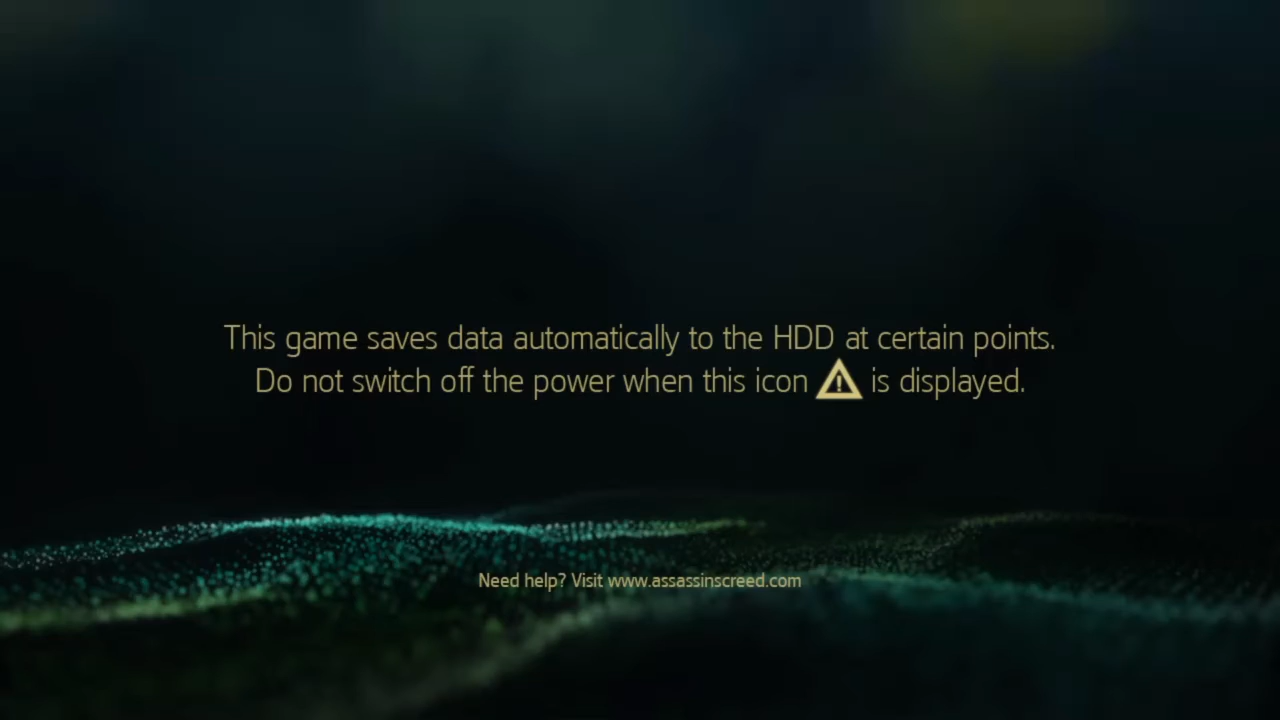 This game saves data automatically to the HDD at certain points.
Do not switch off the power when this icon is displayed.
Need help? Visit www.assassinscreed.com